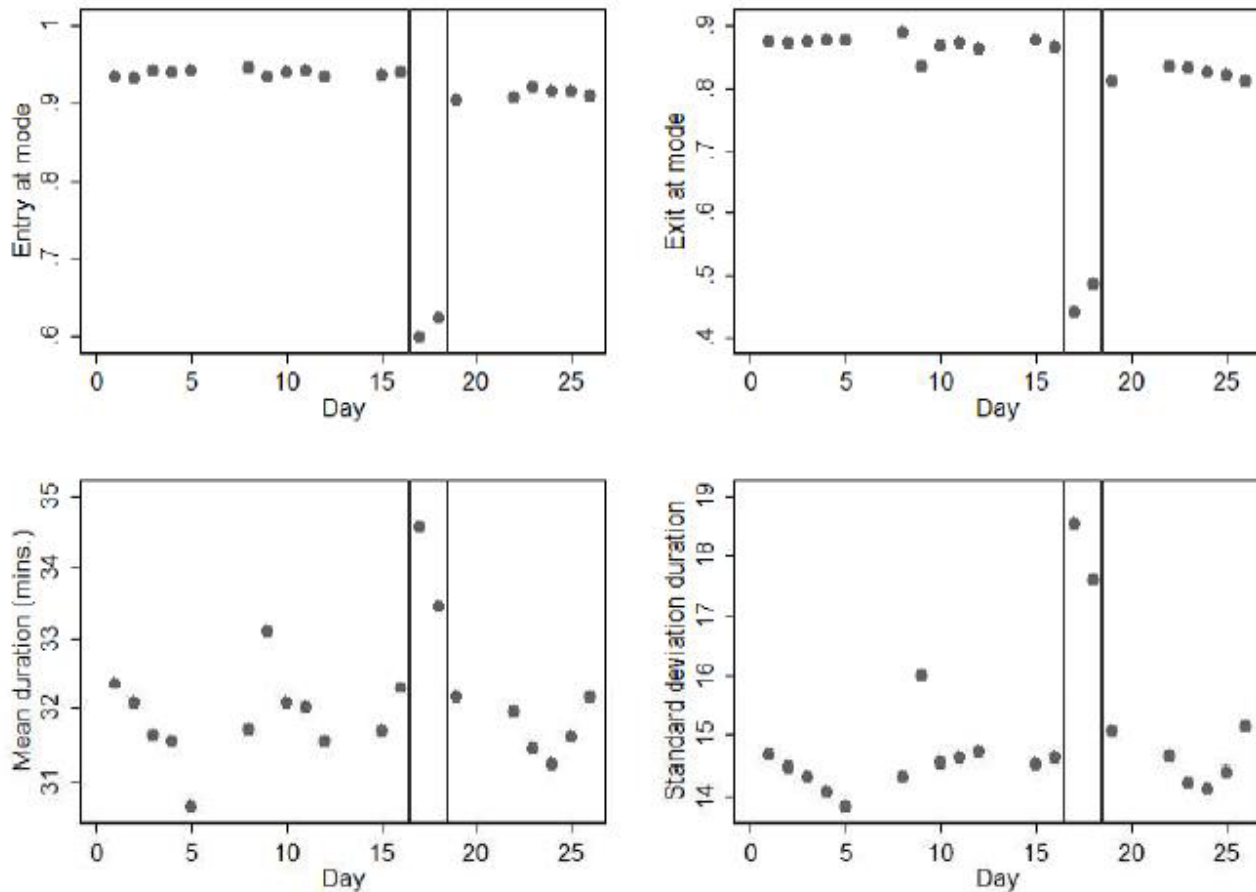 Entry at mode
1
.9
.8
.7
.6
0 5 10 15 20 25
Day
Exit at mode
.9
.8
.7
.6
.5
.4
0 5 10 15 20 25
Day
Mean duration (mins.)
35
34
33
32
31
0 5 10 15 20 25
Day
Standard deviation duration
19
18
17
16
15
14
0 5 10 15 20 25
Day